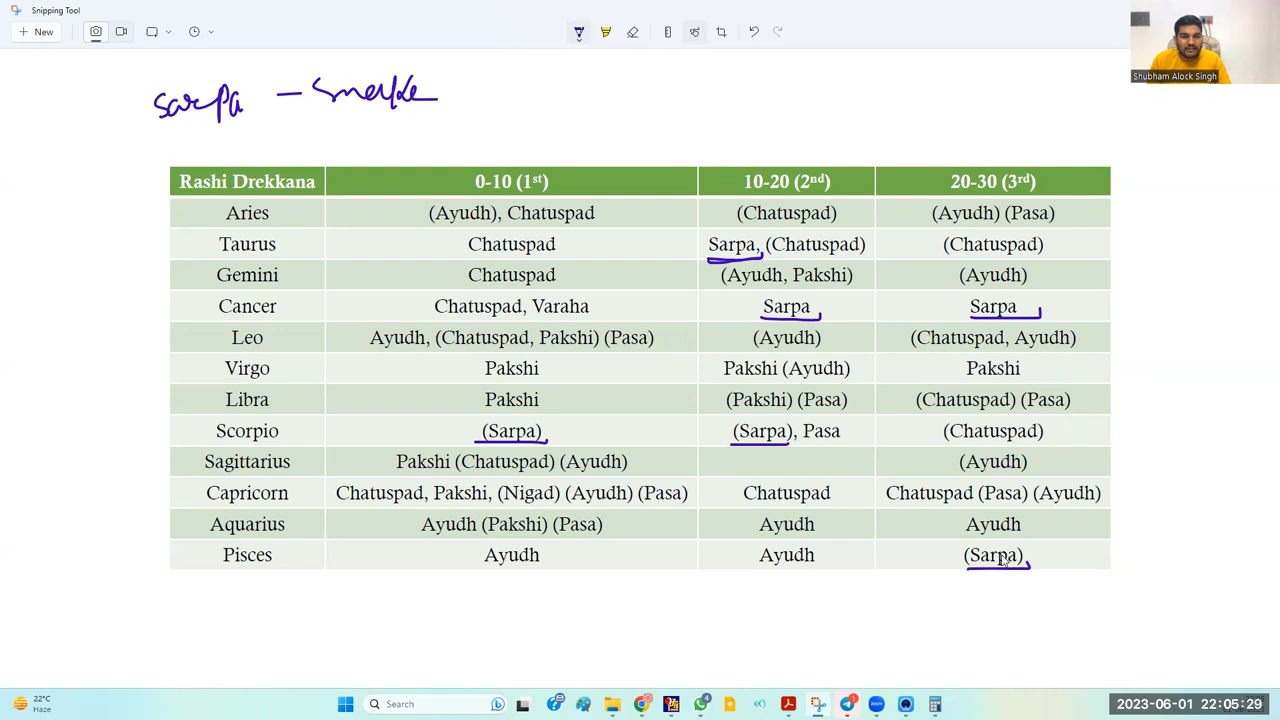 Snipping Tool
New
Shubham Alock Singh
sarpa - snake
Rashi Drekkana 0-10 (1st) 10-20 (2nd) 20-30 (3rd)
Aries (Ayudh), Chatuspad (Chatuspad) (Ayudh) (Pasa)
Taurus Chatuspad Sarpa, (Chatuspad) (Chatuspad)
Gemini Chatuspad (Ayudh, Pakshi) (Ayudh)
Cancer Chatuspad, Varaha Sarpa Sarpa
Leo Ayudh, (Chatuspad, Pakshi) (Pasa) (Ayudh) (Chatuspad, Ayudh)
Virgo Pakshi Pakshi (Ayudh) Pakshi
Libra Pakshi (Pakshi) (Pasa) (Chatuspad) (Pasa)
Scorpio (Sarpa) (Sarpa), Pasa (Chatuspad)
Sagittarius Pakshi (Chatuspad) (Ayudh) (Ayudh)
Capricorn Chatuspad, Pakshi, (Nigad) (Ayudh) (Pasa) Chatuspad Chatuspad (Pasa) (Ayudh)
Aquarius Ayudh (Pakshi) (Pasa) Ayudh Ayudh
Pisces Ayudh Ayudh (Sarpa)
22°C
Haze
Search
2023-06-01 22:05:29